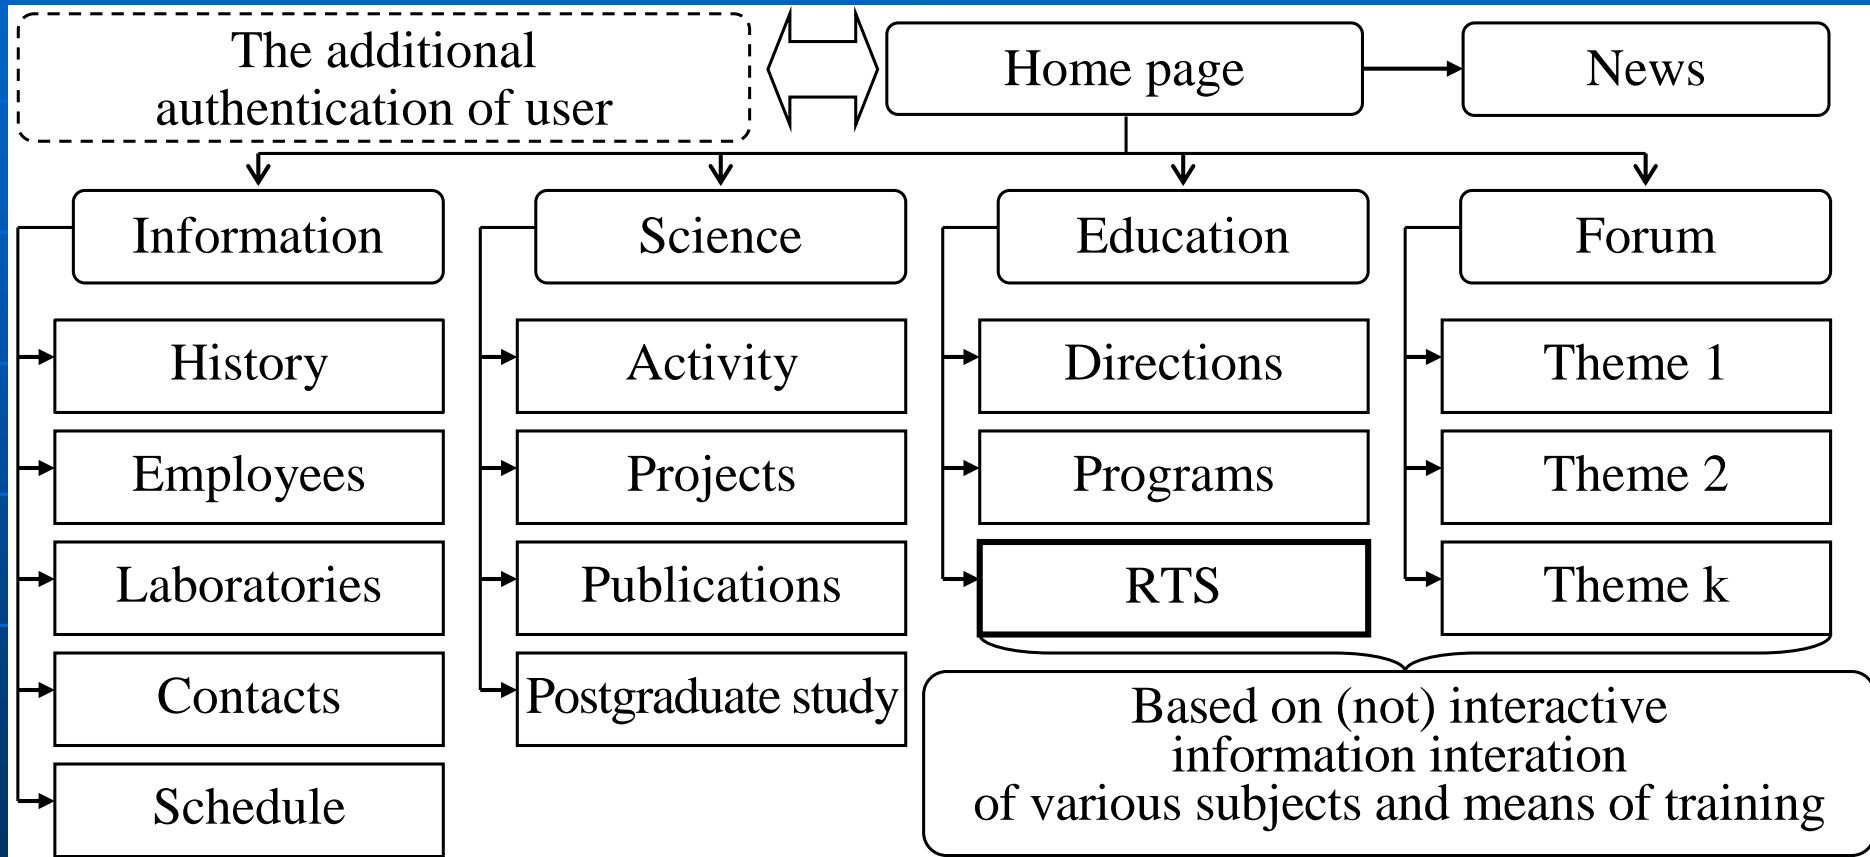 The additional
authentication of user
Home page
News
Information
Science
Education
Forum
History
Activity
Directions
Theme 1
Employees
Projects
Programs
Theme 2
Laboratories
Publications
RTS
Theme k
Contacts
Postgraduate study
Schedule
Based on (not) interactive
information interation
of various subjects and means of training